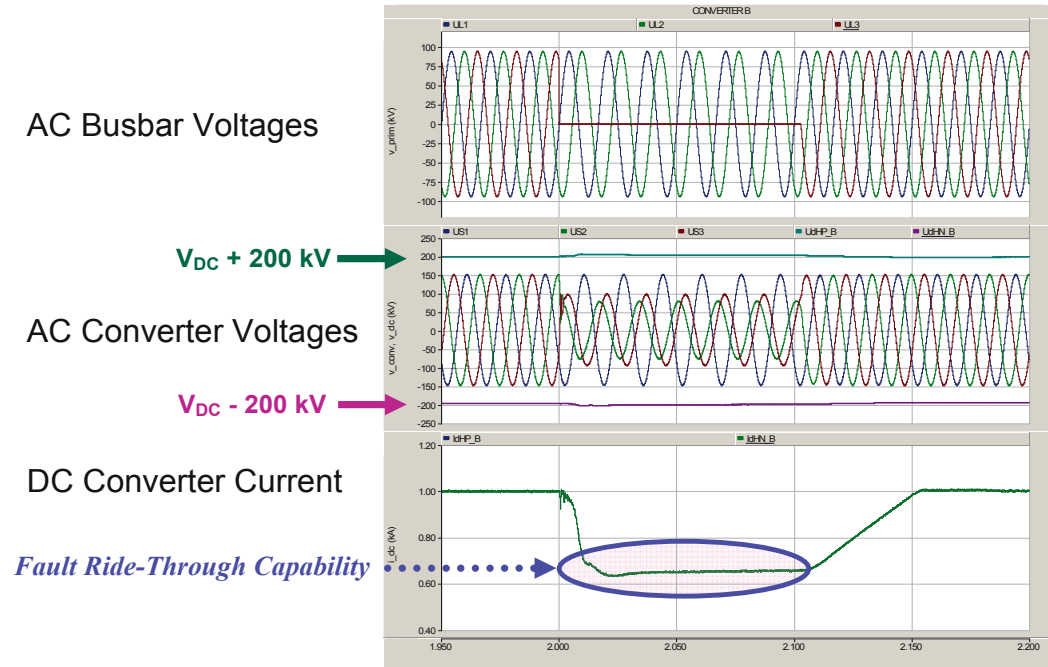 CONVERTER B
UL1 UL2 UL3
AC Busbar Voltages
v_prim (kV)
100
75
50
25
0
-25
-50
-75
-100
US1 US2 US3 UdHP_B UdHN_B
VDC + 200 kV
AC Converter Voltages
VDC - 200 kV
v_conv, v_dc (kV)
250
200
150
100
50
0
-50
-100
-150
-200
-250
IdHP_B IdHN_B
DC Converter Current
Fault Ride-Through Capability
i_dc (kA)
1.20
1.00
0.80
0.60
0.40
1.950 2.000 2.050 2.100 2.150 2.200